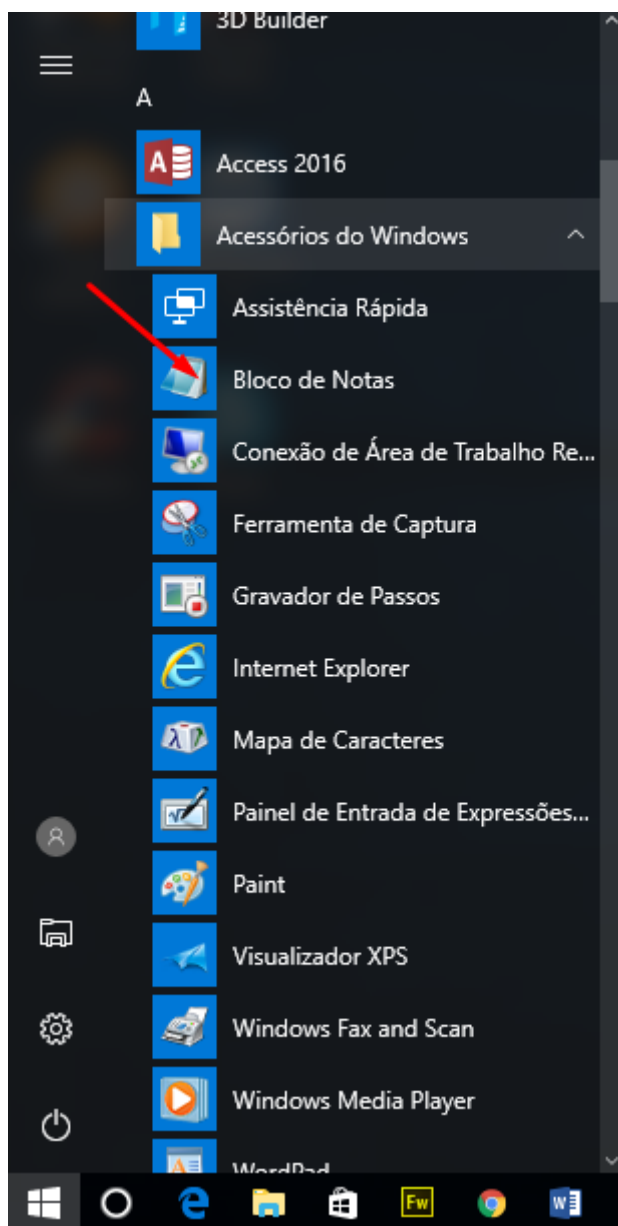 3D Builder
A
Access 2016
Acessórios do Windows
Assistência Rápida
Bloco de Notas
Conexão de Área de Trabalho Re...
Ferramenta de Captura
Gravador de Passos
Internet Explorer
Mapa de Caracteres
Painel de Entrada de Expressões...
Paint
Visualizador XPS
Windows Fax and Scan
Windows Media Player
WordPad
Fw